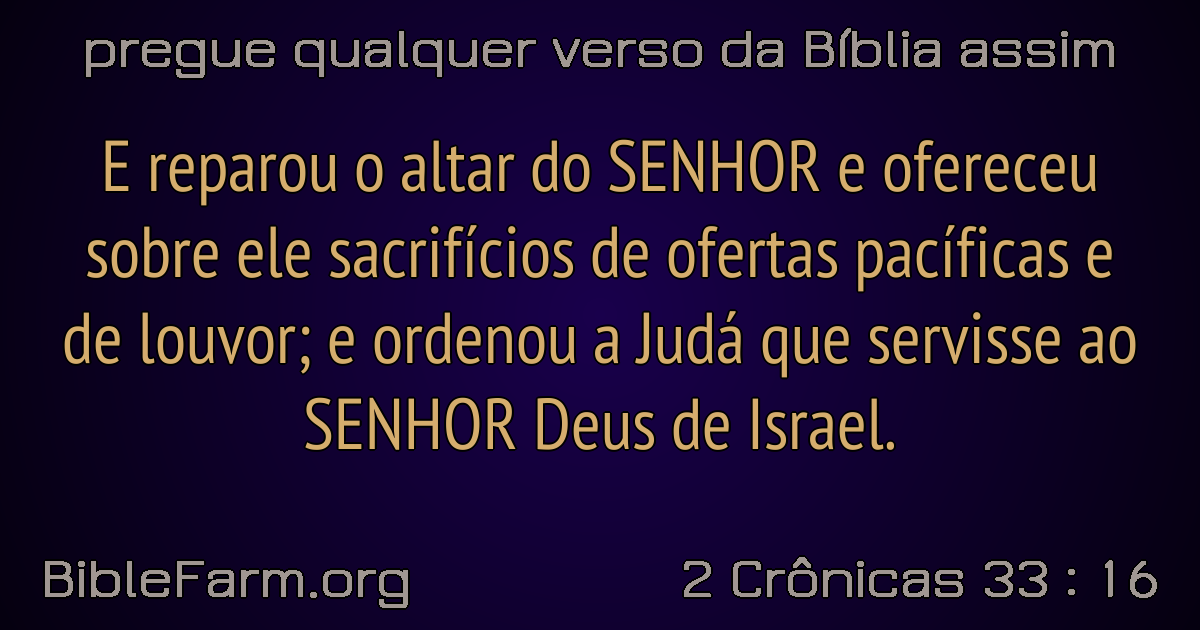 pregue qualquer verso da Bíblia assim
E reparou o altar do SENHOR e ofereceu
sobre ele sacrifícios de ofertas pacíficas e
de louvor; e ordenou a Judá que servisse ao
SENHOR Deus de Israel.
BibleFarm.org
2 Crônicas 33 : 16